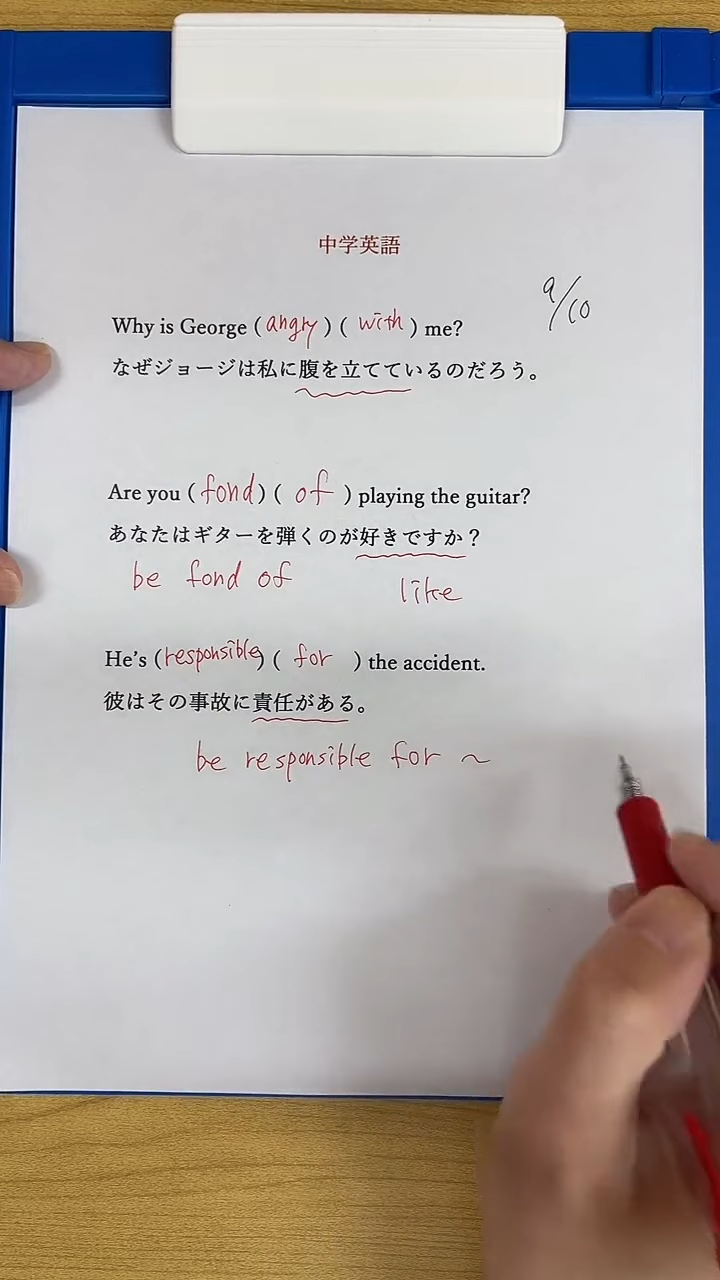 中学英語
9/10
Why is George (angry) (with) me?
なぜジョージは私に腹を立てているのだろう。
Are you (fond) (of) playing the guitar?
あなたはギターを弾くのが好きですか？
be fond of like
He's (responsible) (for) the accident.
彼はその事故に責任がある。
be responsible for ~